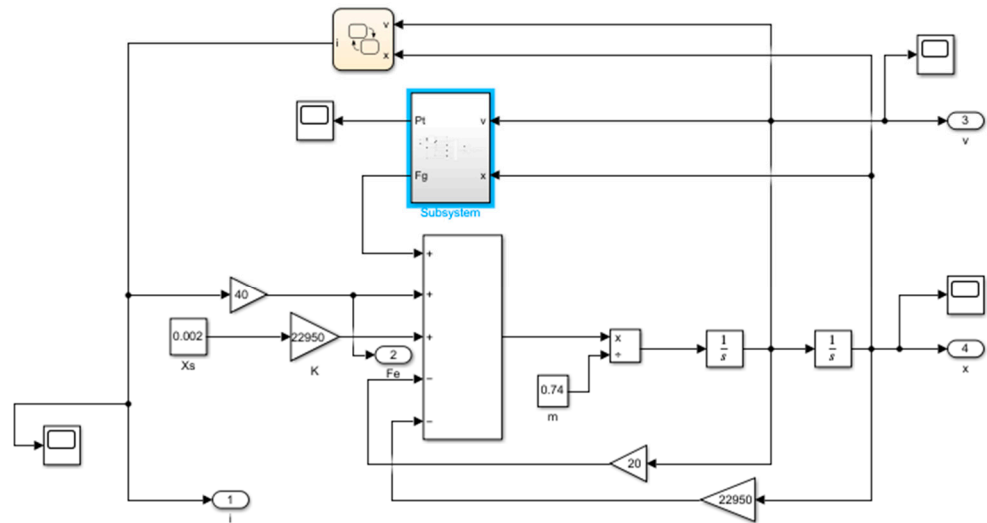 v
i
x
Pt
v
3
v
Fg
x
Subsystem
+
40
+
0.002
22950
+
x
÷
1
s
1
s
4
x
Xs
K
2
Fe
−
0.74
m
−
20
22950
1
i